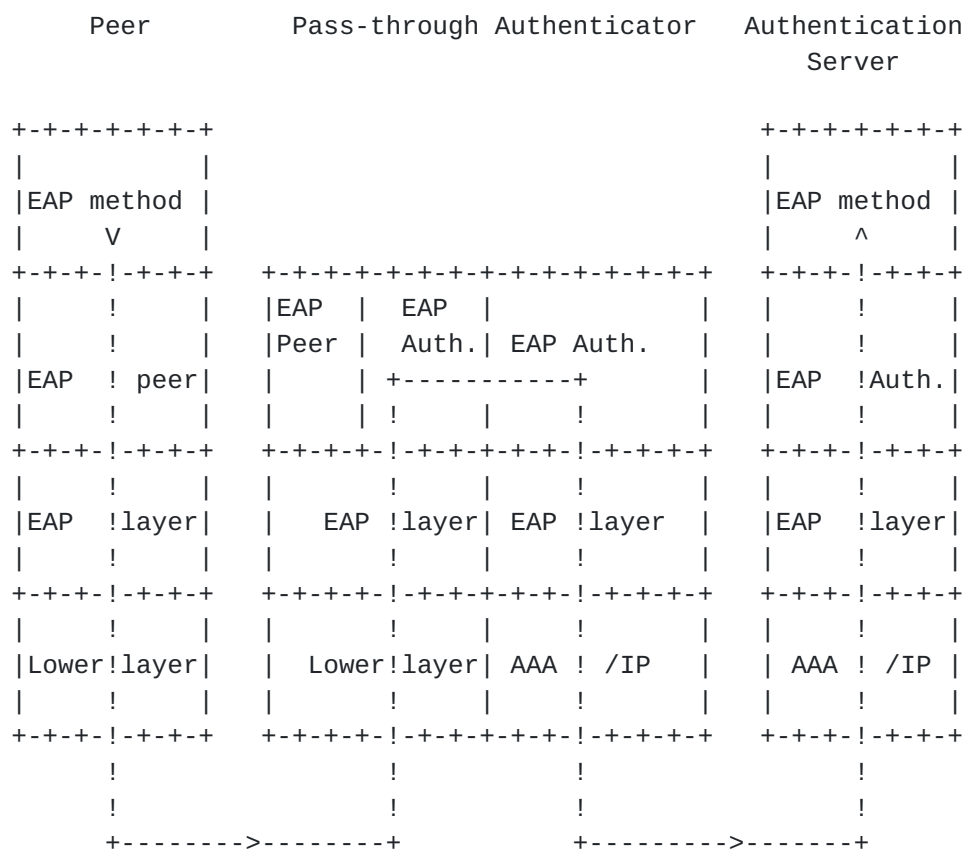 Peer         Pass-through Authenticator   Authentication
                                                   Server

+-+-+-+-+-+-+                                   +-+-+-+-+-+-+
|           |                                   |           |
|EAP method |                                   |EAP method |
|     V     |                                   |     ^     |
+-+-+-!-+-+-+   +-+-+-+-+-+-+-+-+-+-+-+-+-+-+   +-+-+-!-+-+-+
|     !     |   |EAP  |  EAP  |             |   |     !     |
|     !     |   |Peer |  Auth.| EAP Auth.   |   |     !     |
|EAP  ! peer|   |     | +-----------+       |   |EAP  !Auth.|
|     !     |   |     | !     |     !       |   |     !     |
+-+-+-!-+-+-+   +-+-+-+-!-+-+-+-+-+-!-+-+-+-+   +-+-+-!-+-+-+
|     !     |   |       !     |     !       |   |     !     |
|EAP  !layer|   |   EAP !layer| EAP !layer  |   |EAP  !layer|
|     !     |   |       !     |     !       |   |     !     |
+-+-+-!-+-+-+   +-+-+-+-!-+-+-+-+-+-!-+-+-+-+   +-+-+-!-+-+-+
|     !     |   |       !     |     !       |   |     !     |
|Lower!layer|   |  Lower!layer| AAA ! /IP   |   | AAA ! /IP |
|     !     |   |       !     |     !       |   |     !     |
+-+-+-!-+-+-+   +-+-+-+-!-+-+-+-+-+-!-+-+-+-+   +-+-+-!-+-+-+
      !                 !           !                 !
      !                 !           !                 !
      +-------->--------+           +--------->-------+